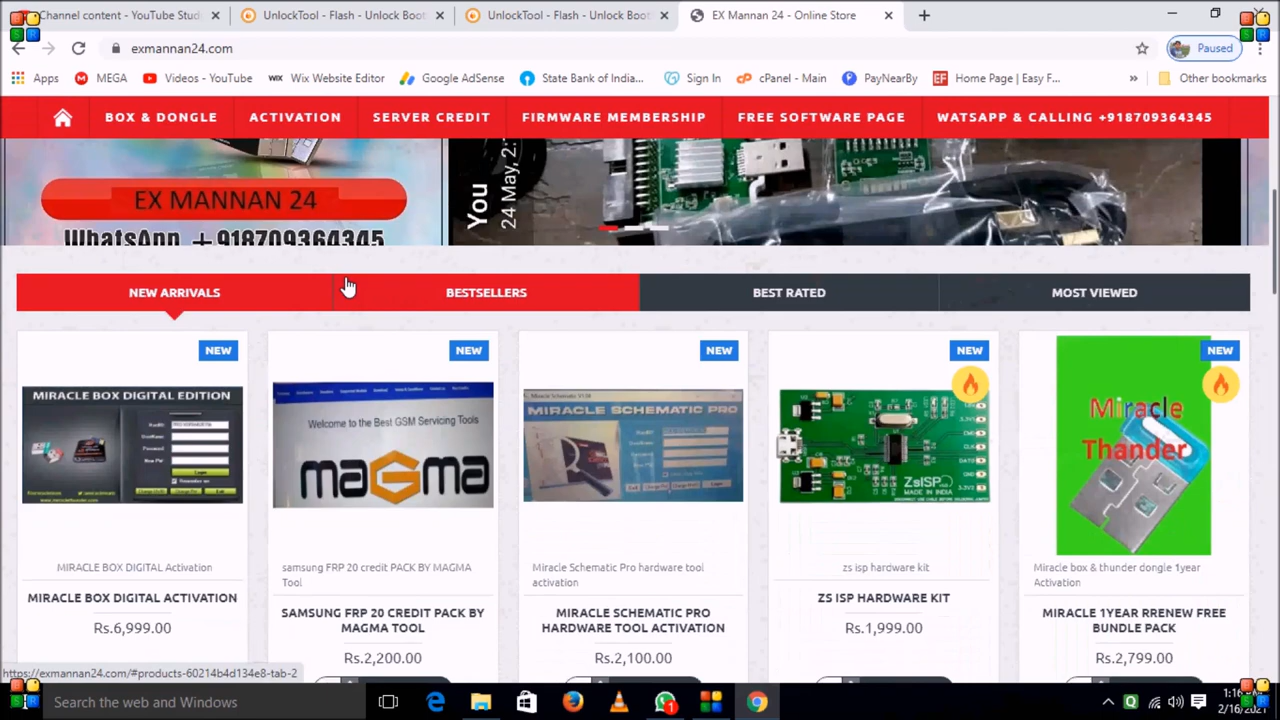 Channel content - YouTube Stud
UnlockTool - Flash - Unlock Boot
UnlockTool - Flash - Unlock Boot
EX Mannan 24 - Online Store
exmannan24.com
Paused
Apps
MEGA
Videos - YouTube
WIX Wix Website Editor
Google AdSense
State Bank of India...
Sign In
cPanel - Main
PayNearBy
EF Home Page | Easy F...
Other bookmarks
BOX & DONGLE
ACTIVATION
SERVER CREDIT
FIRMWARE MEMBERSHIP
FREE SOFTWARE PAGE
WATSAPP & CALLING +918709364345
EX MANNAN 24
WhatsApp +918709364345
You
24 May, 2:
NEW ARRIVALS
BESTSELLERS
BEST RATED
MOST VIEWED
NEW
NEW
NEW
NEW
NEW
MIRACLE BOX DIGITAL EDITION
Welcome to the Best GSM Servicing Tools
maGma
MIRACLE SCHEMATIC PRO
ZsISP
MADE IN INDIA
Miracle
Thander
MIRACLE BOX DIGITAL Activation
MIRACLE BOX DIGITAL ACTIVATION
Rs.6,999.00
samsung FRP 20 credit PACK BY MAGMA
Tool
SAMSUNG FRP 20 CREDIT PACK BY
MAGMA TOOL
Rs.2,200.00
Miracle Schematic Pro hardware tool
activation
MIRACLE SCHEMATIC PRO
HARDWARE TOOL ACTIVATION
Rs.2,100.00
zs isp hardware kit
ZS ISP HARDWARE KIT
Rs.1,999.00
Miracle box & thunder dongle 1year
Activation
MIRACLE 1YEAR RRENEW FREE
BUNDLE PACK
Rs.2,799.00
https://exmannan24.com/#products-60214b4d134e8-tab-2
Search the web and Windows
2/16/2021